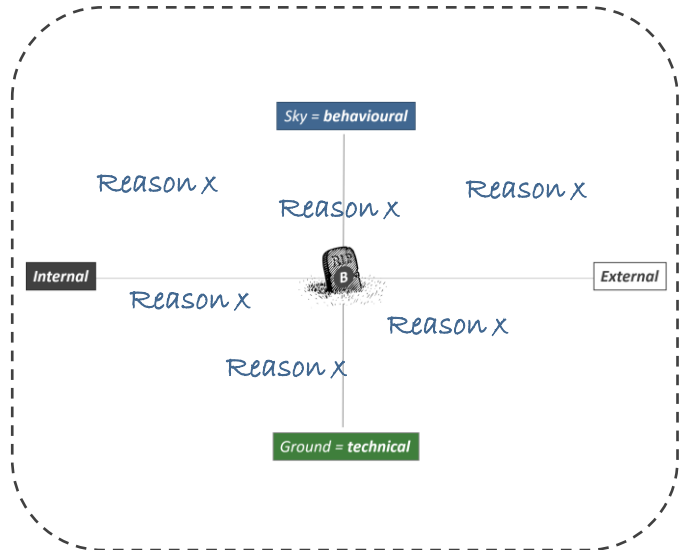 Sky = behavioural
Reason x
Reason x
Reason x
RIP
B
Internal
External
Reason x
Reason x
Reason x
Ground = technical